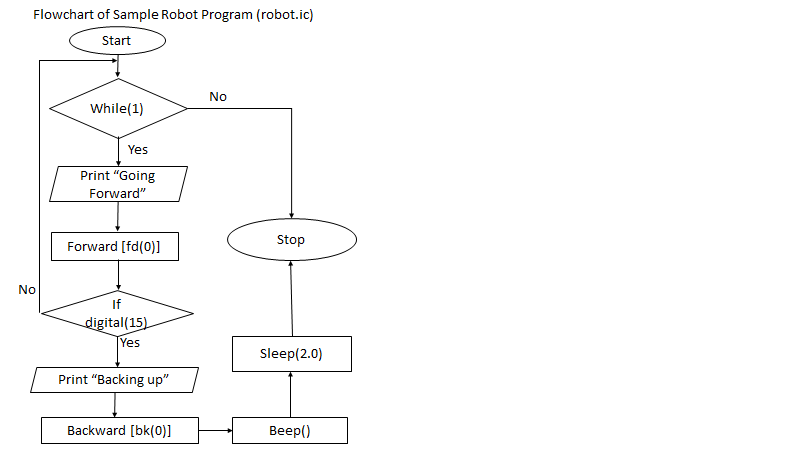 Flowchart of Sample Robot Program (robot.ic)
Start
While(1)
No
Yes
Print “Going
Forward”
Forward [fd(0)]
Stop
No
If
digital(15)
Yes
Sleep(2.0)
Print “Backing up”
Backward [bk(0)]
Beep()